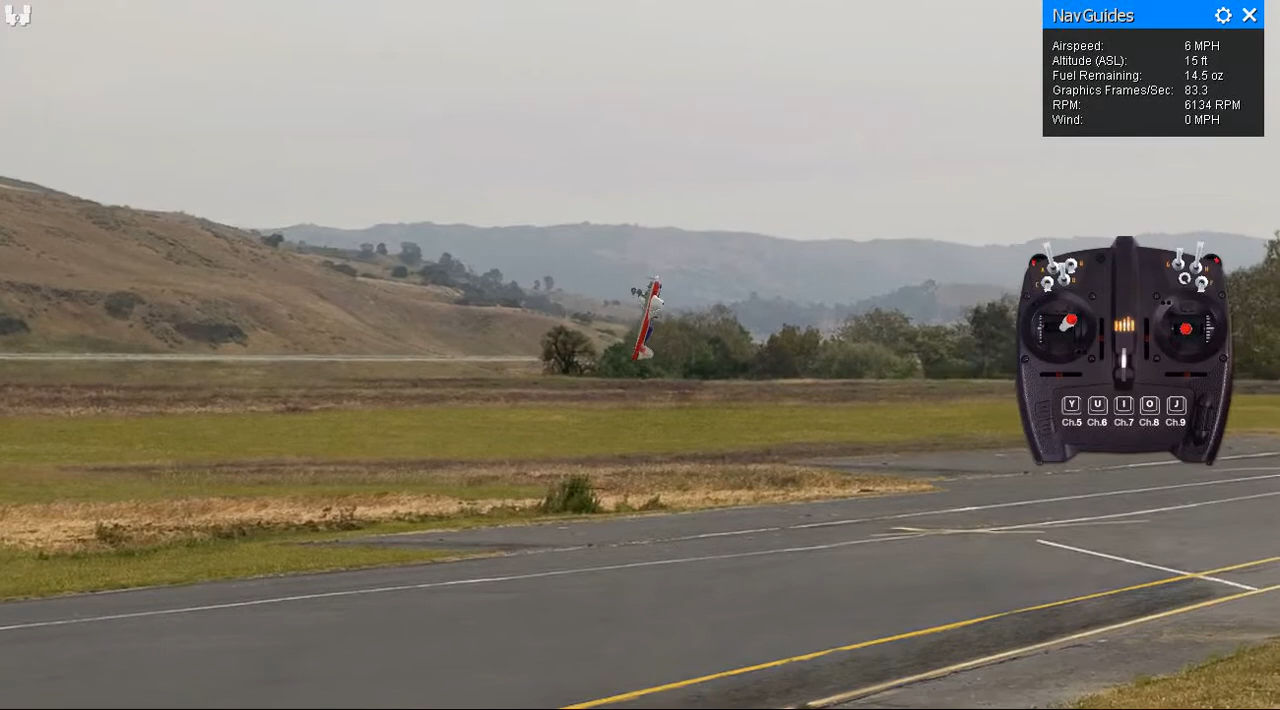 NavGuides
Airspeed: 6 MPH
Altitude (ASL): 15 ft
Fuel Remaining: 14.5 oz
Graphics Frames/Sec: 83.3
RPM: 6134 RPM
Wind: 0 MPH
Y U I O J
Ch.5 Ch.6 Ch.7 Ch.8 Ch.9